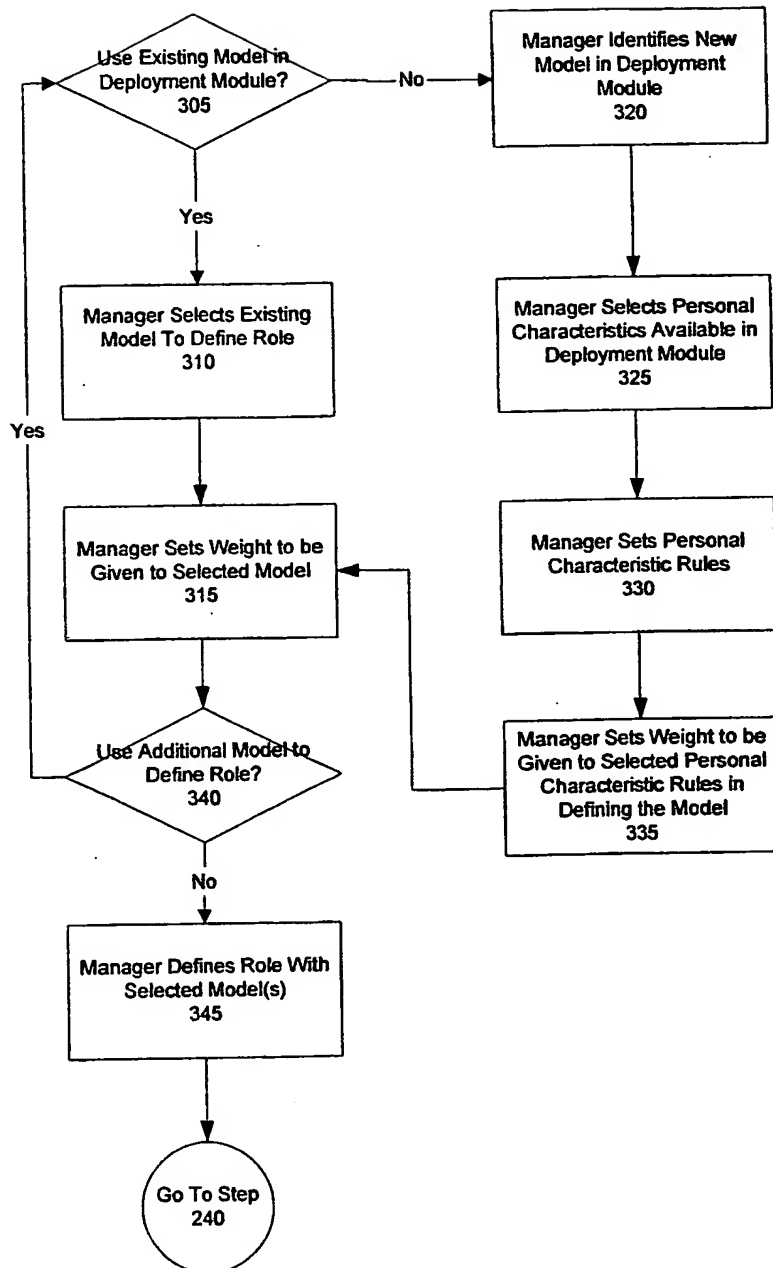 Use Existing Model in
Deployment Module?
305
No
Manager Identifies New
Model in Deployment
Module
320
Yes
Manager Selects Existing
Model To Define Role
310
Manager Selects Personal
Characteristics Available in
Deployment Module
325
Yes
Manager Sets Weight to be
Given to Selected Model
315
Manager Sets Personal
Characteristic Rules
330
Use Additional Model to
Define Role?
340
Manager Sets Weight to be
Given to Selected Personal
Characteristic Rules in
Defining the Model
335
No
Manager Defines Role With
Selected Model(s)
345
Go To Step
240